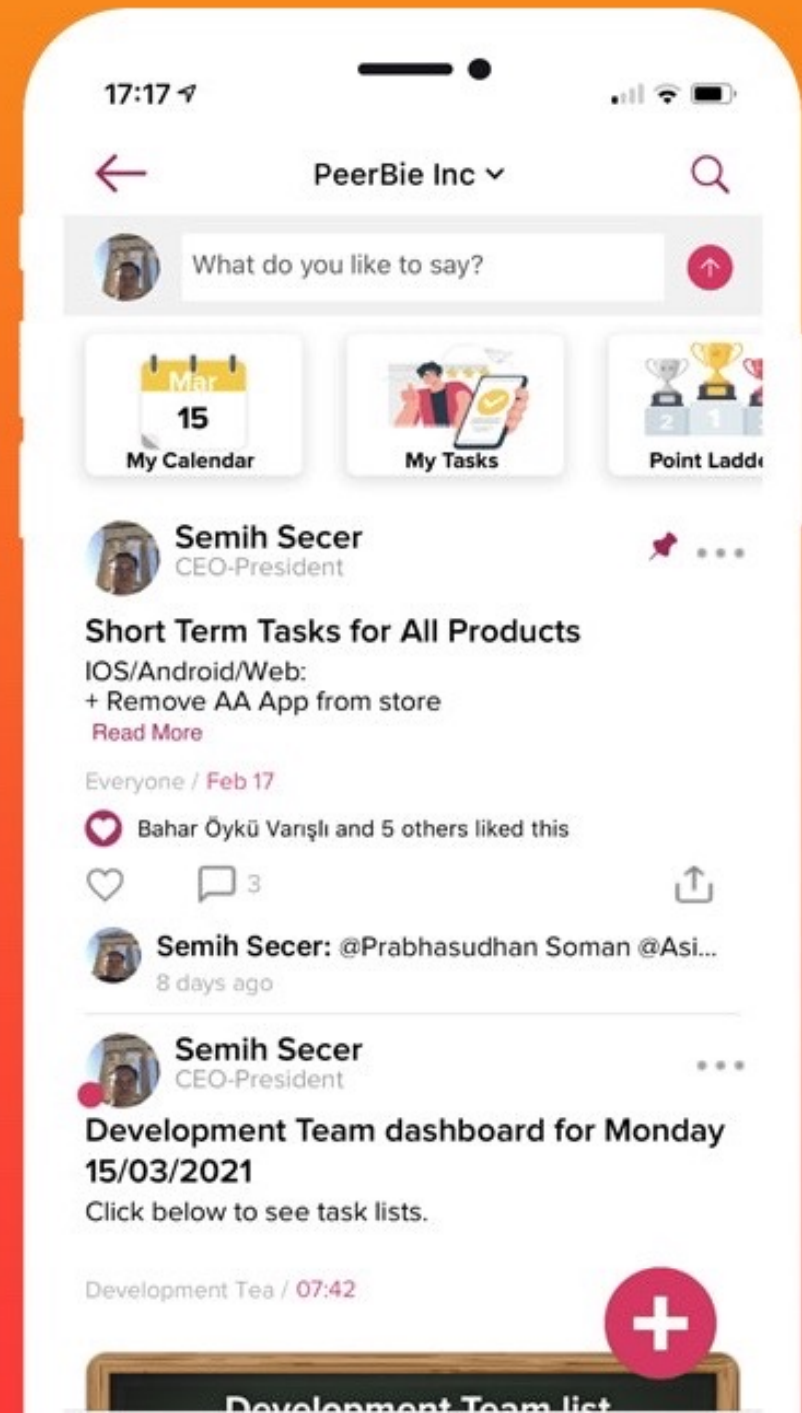 17:17
PeerBie Inc
What do you like to say?
Mar
15
My Calendar
My Tasks
2 1
Point Ladde
Semih Secer
CEO-President
Short Term Tasks for All Products
IOS/Android/Web:
+ Remove AA App from store
Read More
Everyone / Feb 17
Bahar Öykü Varışlı and 5 others liked this
3
Semih Secer: @Prabhasudhan Soman @Asi...
8 days ago
Semih Secer
CEO-President
Development Team dashboard for Monday
15/03/2021
Click below to see task lists.
Development Tea / 07:42
Development Team list